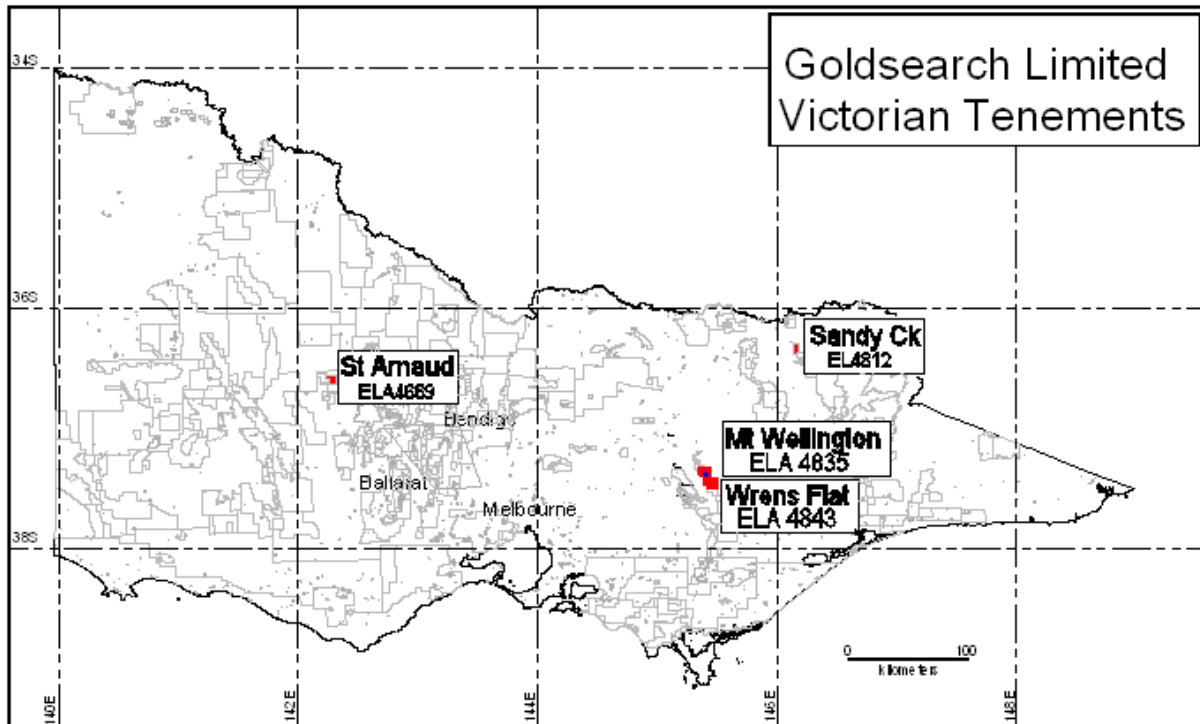 Goldsearch Limited
Victorian Tenements
34S
36S
Sandy Ck
EL4812
St Arnaud
ELA4669
Bendigo
Mt Wellington
ELA 4835
Ballarat
Wrens Flat
ELA 4843
Melbourne
38S
0 100
kilometers
140E
142E
144E
146E
148E